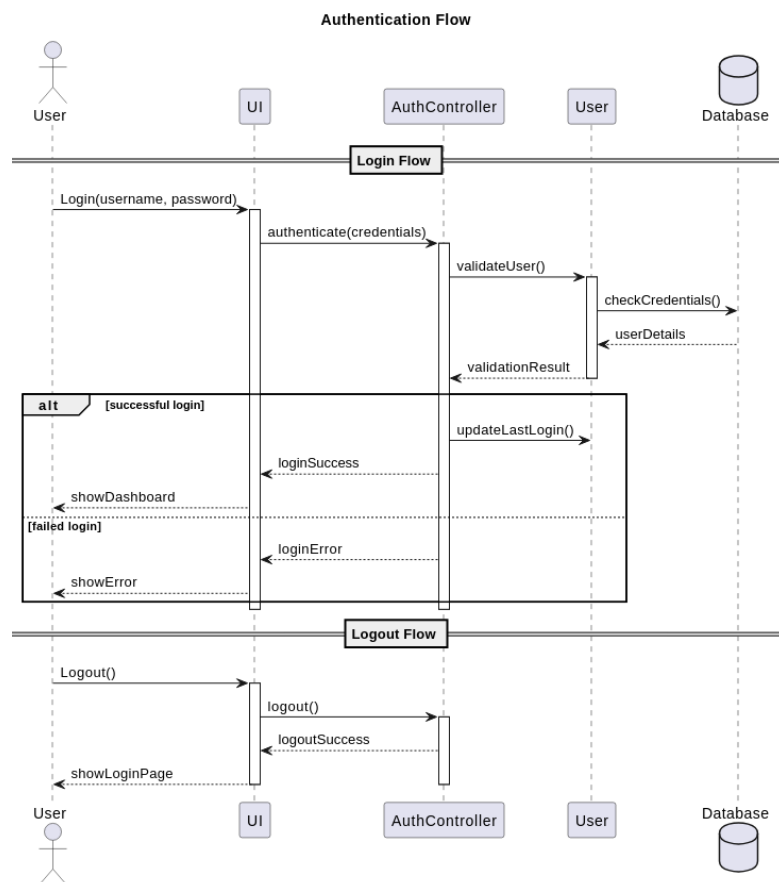 Authentication Flow
User
UI
AuthController
User
Database
Login Flow
Login(username, password)
authenticate(credentials)
validateUser()
checkCredentials()
userDetails
validationResult
alt [successful login]
updateLastLogin()
loginSuccess
showDashboard
[failed login]
loginError
showError
Logout Flow
Logout()
logout()
logoutSuccess
showLoginPage
User
UI
AuthController
User
Database